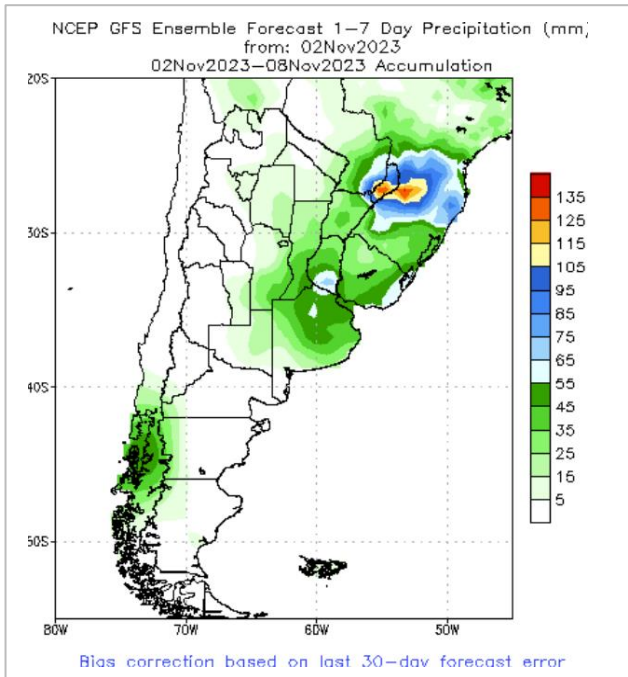 NCEP GFS Ensemble Forecast 1–7 Day Precipitation (mm)
from: 02Nov2023
02Nov2023–08Nov2023 Accumulation
20S
30S
40S
50S
80W
70W
60W
50W
135
125
115
105
95
85
75
65
55
45
35
25
15
5
Bias correction based on last 30–day forecast error